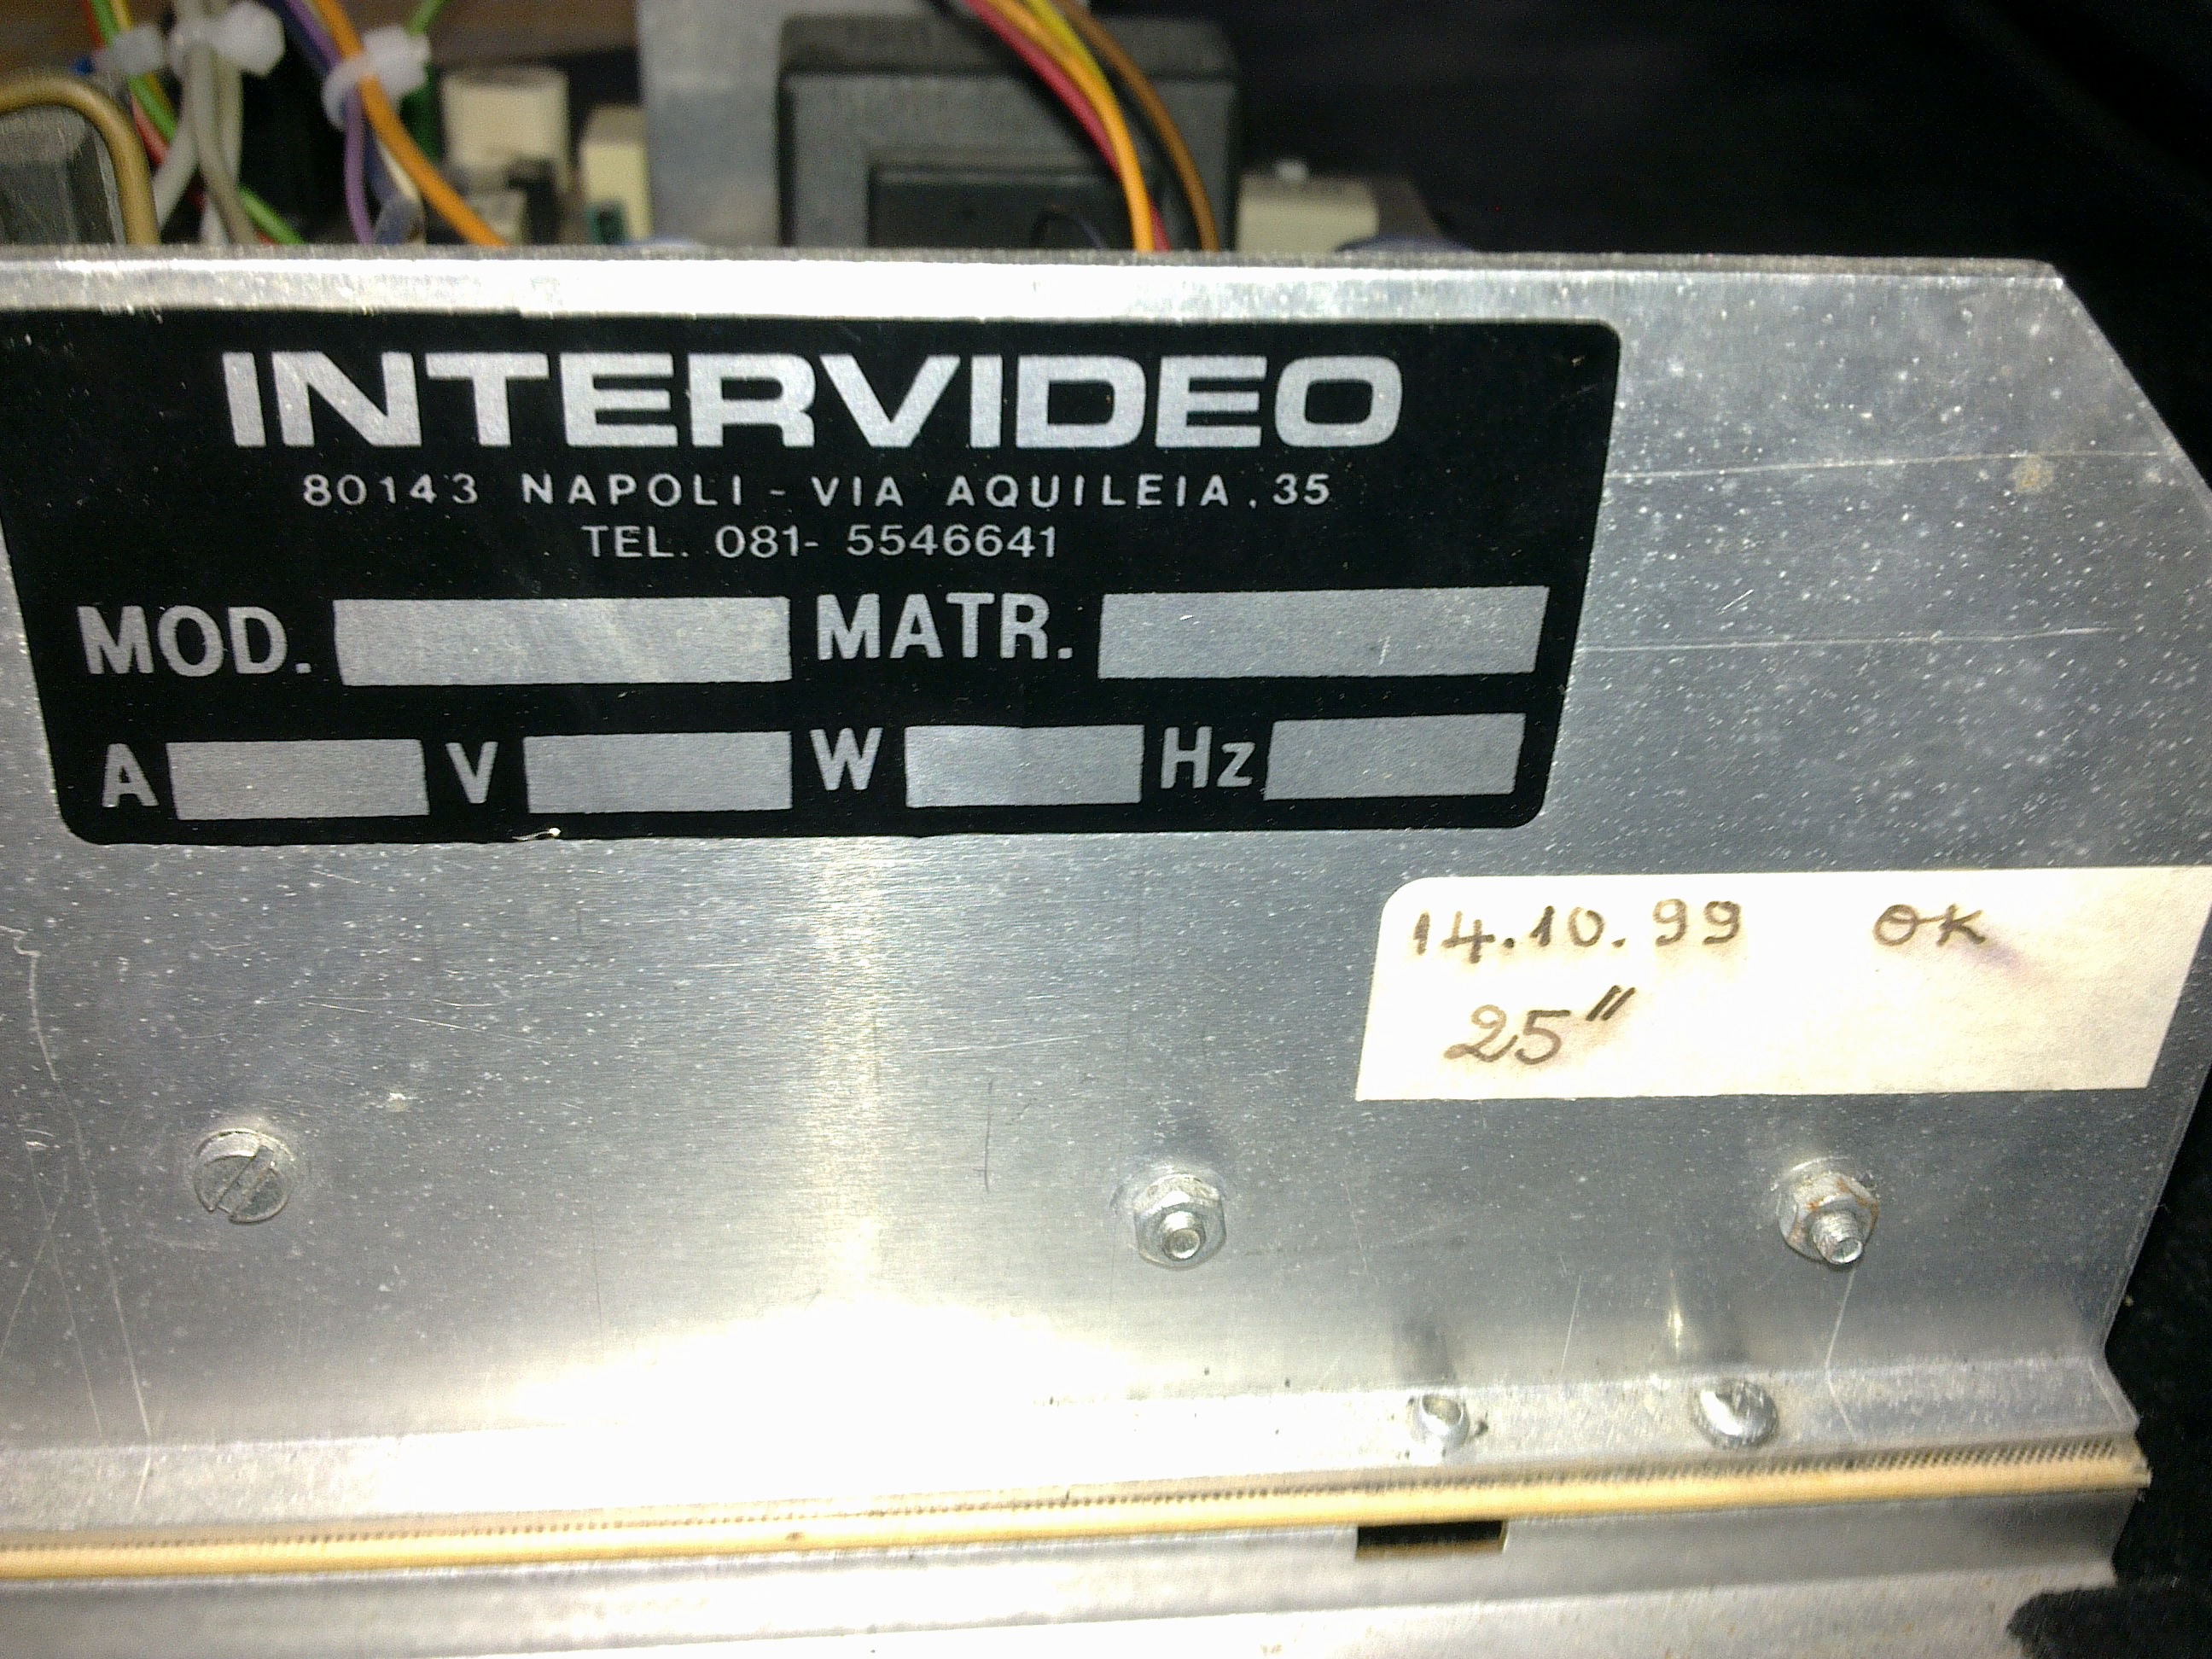 INTERVIDEO
80143 NAPOLI - VIA AQUILEIA, 35
TEL. 081- 5546641
MOD. MATR.
A V W Hz
14.10.99 OK
25"